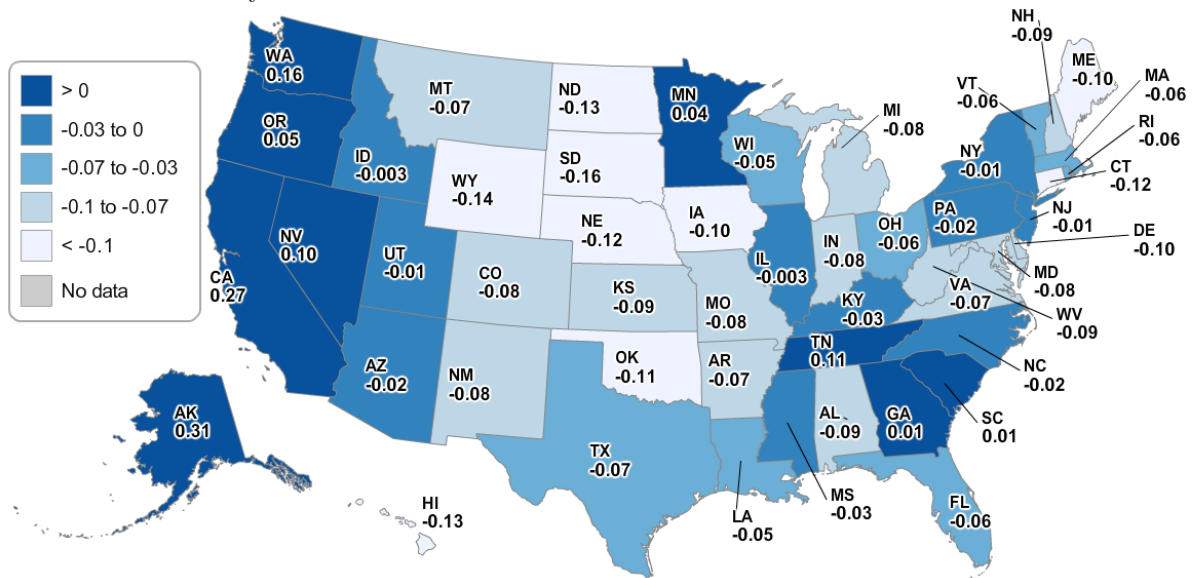 > 0
-0.03 to 0
-0.07 to -0.03
-0.1 to -0.07
< -0.1
No data
WA
0.16
OR
0.05
CA
0.27
NV
0.10
ID
-0.003
MT
-0.07
WY
-0.14
UT
-0.01
AZ
-0.02
CO
-0.08
NM
-0.08
ND
-0.13
SD
-0.16
NE
-0.12
KS
-0.09
OK
-0.11
TX
-0.07
MN
0.04
IA
-0.10
MO
-0.08
AR
-0.07
LA
-0.05
WI
-0.05
IL
-0.003
MI
-0.08
IN
-0.08
OH
-0.06
KY
-0.03
TN
0.11
MS
-0.03
AL
-0.09
GA
0.01
FL
-0.06
SC
0.01
NC
-0.02
VA
-0.07
WV
-0.09
MD
-0.08
DE
-0.10
PA
-0.02
NJ
-0.01
NY
-0.01
CT
-0.12
RI
-0.06
MA
-0.06
VT
-0.06
NH
-0.09
ME
-0.10
AK
0.31
HI
-0.13